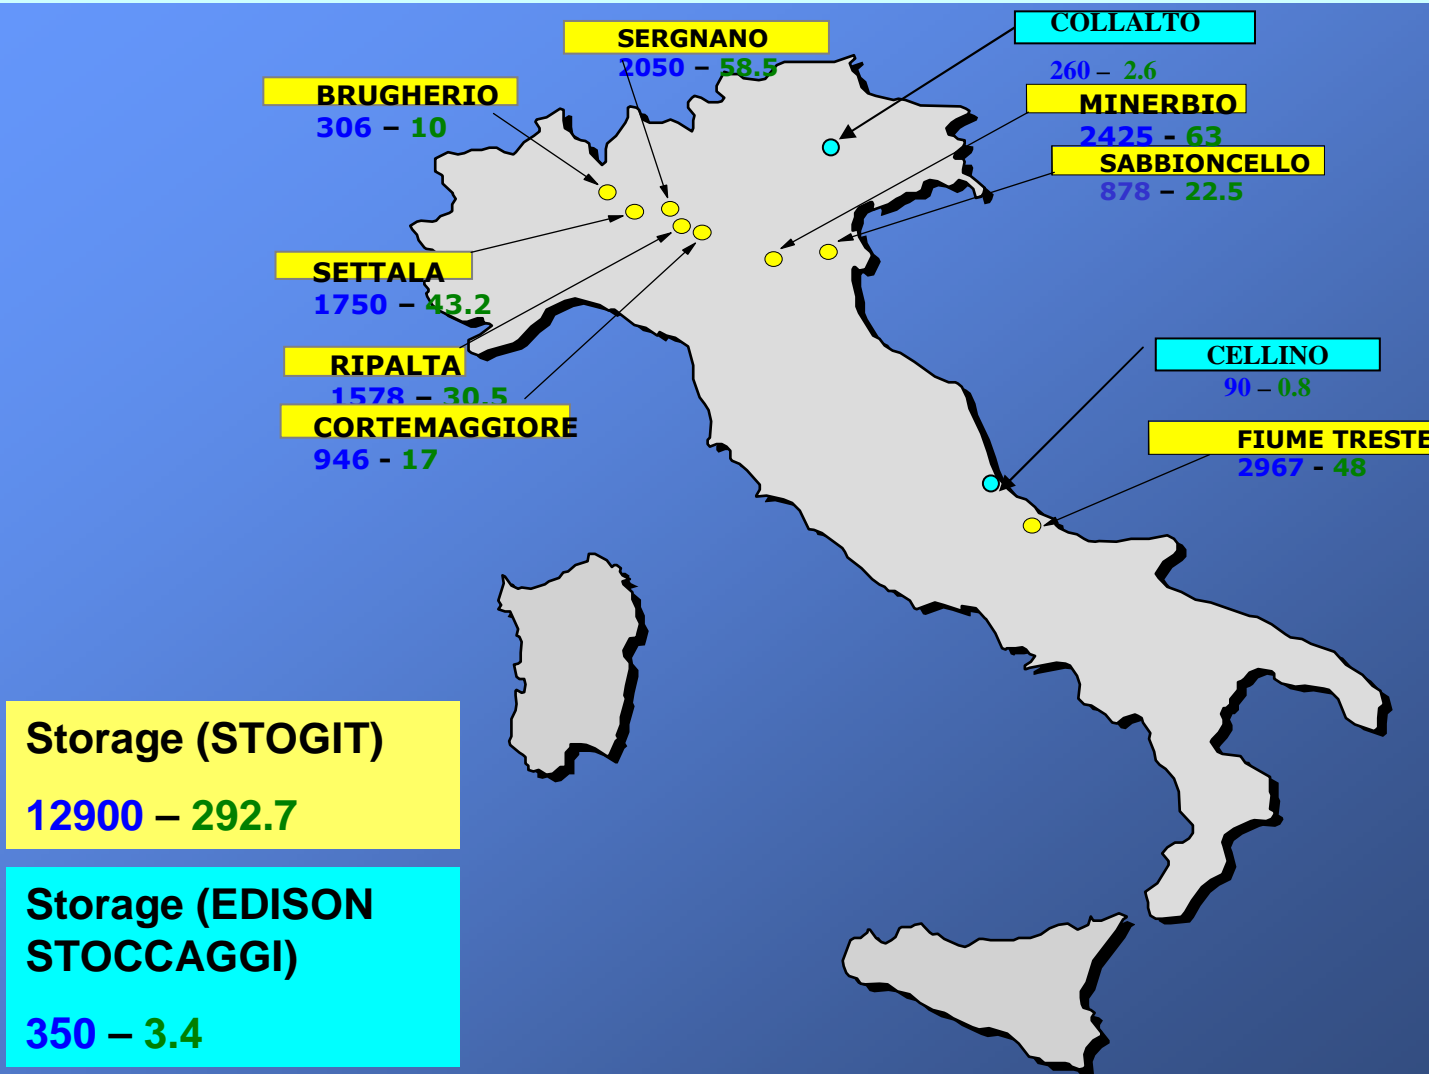 COLLALTO
260 – 2.6
SERGNANO
2050 – 58.5
BRUGHERIO
306 – 10
MINERBIO
2425 - 63
SABBIONCELLO
878 – 22.5
SETTALA
1750 – 43.2
RIPALTA
1578 – 30.5
CORTEMAGGIORE
946 - 17
CELLINO
90 – 0.8
FIUME TRESTE
2967 - 48
Storage (STOGIT)
12900 – 292.7
Storage (EDISON
STOCCAGGI)
350 – 3.4